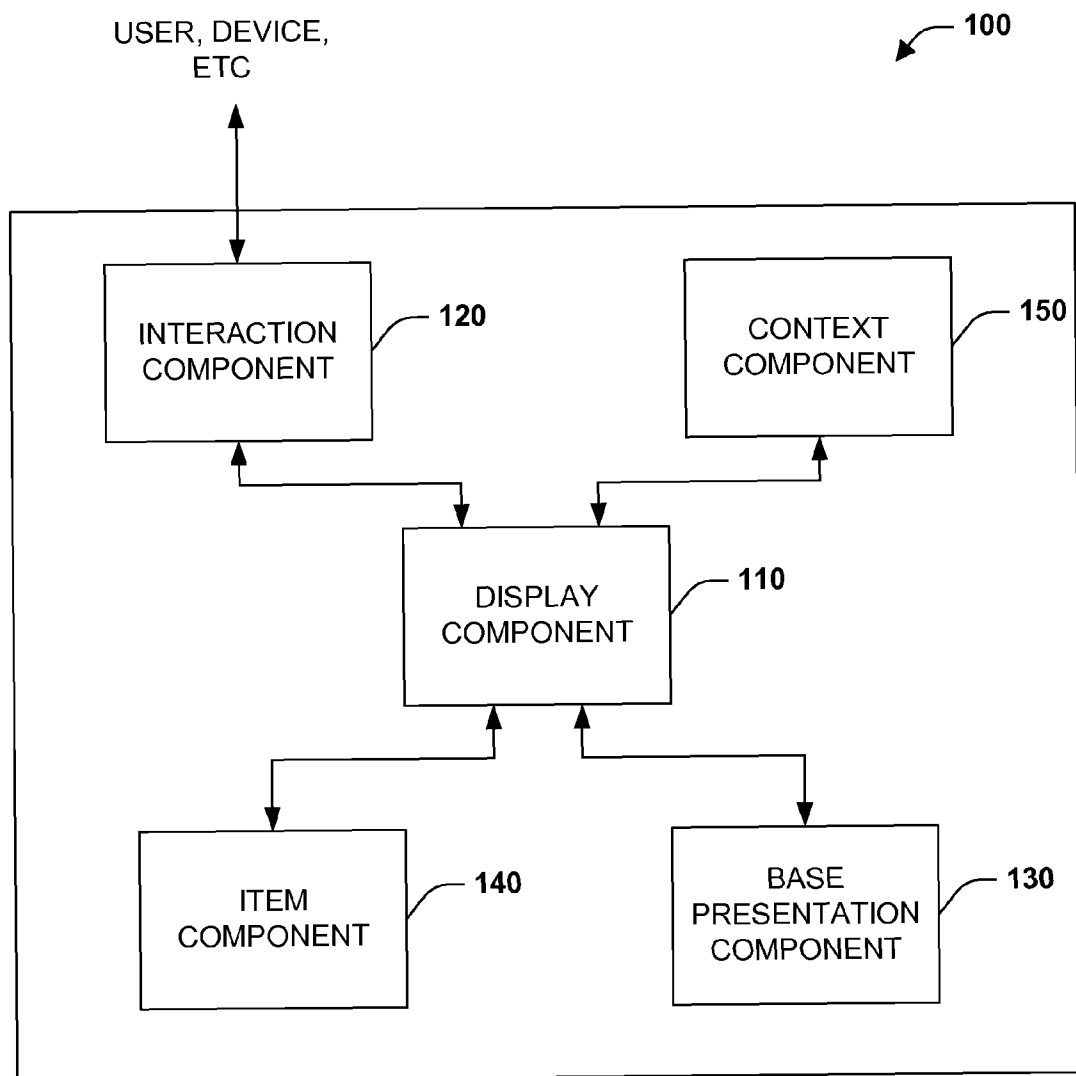 USER, DEVICE,
ETC
100
INTERACTION
COMPONENT
120
CONTEXT
COMPONENT
150
DISPLAY
COMPONENT
110
ITEM
COMPONENT
140
BASE
PRESENTATION
COMPONENT
130